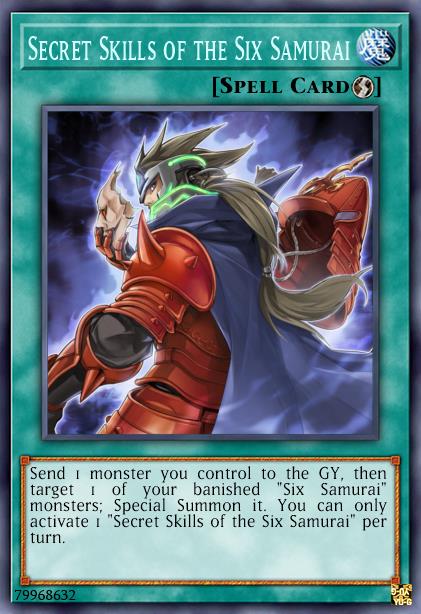 Secret Skills of the Six Samurai 魔
[Spell Card]
Send 1 monster you control to the GY, then
target 1 of your banished "Six Samurai"
monsters; Special Summon it. You can only
activate 1 "Secret Skills of the Six Samurai" per
turn.
79968632